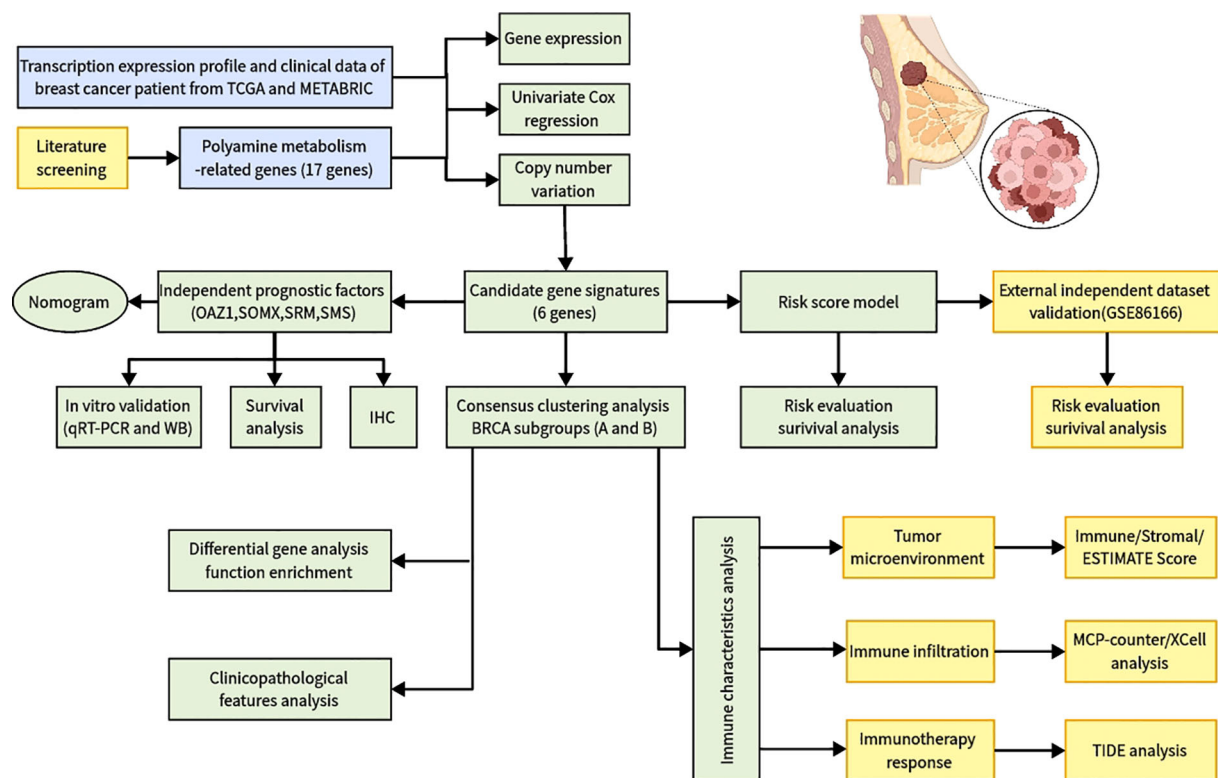 Gene expression
Transcription expression profile and clinical data of
breast cancer patient from TCGA and METABRIC
Univariate Cox
regression
Literature
screening
Polyamine metabolism
-related genes (17 genes)
Copy number
variation
Nomogram
Independent prognostic factors
(OAZ1,SOMX,SRM,SMS)
Candidate gene signatures
(6 genes)
Risk score model
External independent dataset
validation(GSE86166)
In vitro validation
(qRT-PCR and WB)
Survival
analysis
IHC
Consensus clustering analysis
BRCA subgroups (A and B)
Risk evaluation
surivival analysis
Risk evaluation
surivival analysis
Differential gene analysis
function enrichment
Clinicopathological
features analysis
Immune characteristics analysis
Tumor
microenvironment
Immune/Stromal/
ESTIMATE Score
Immune infiltration
MCP-counter/XCell
analysis
Immunotherapy
response
TIDE analysis